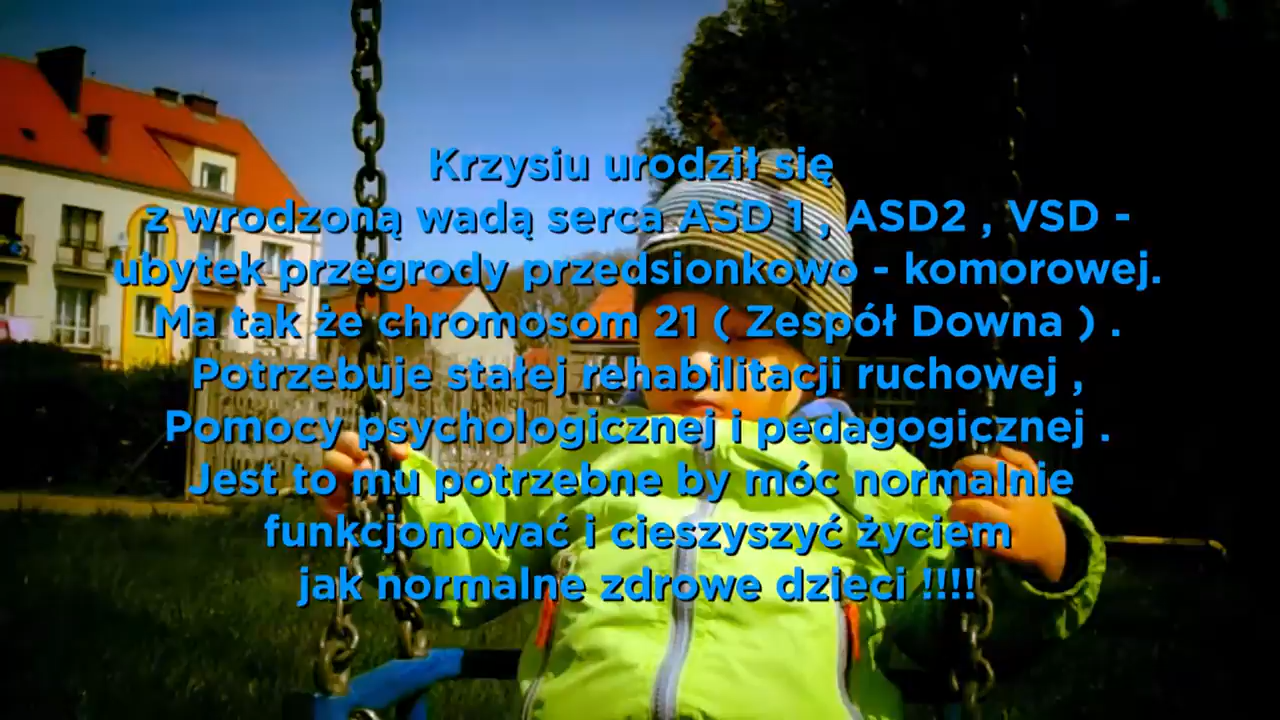 Krzysiu urodził się
z wrodzoną wadą serca ASD 1 , ASD2 , VSD -
ubytek przegrody przedsionkowo - komorowej.
Ma tak że chromosom 21 ( Zespół Downa ) .
Potrzebuje stałej rehabilitacji ruchowej ,
Pomocy psychologicznej i pedagogicznej .
Jest to mu potrzebne by móc normalnie
funkcjonować i cieszyszyć życiem
jak normalne zdrowe dzieci !!!!